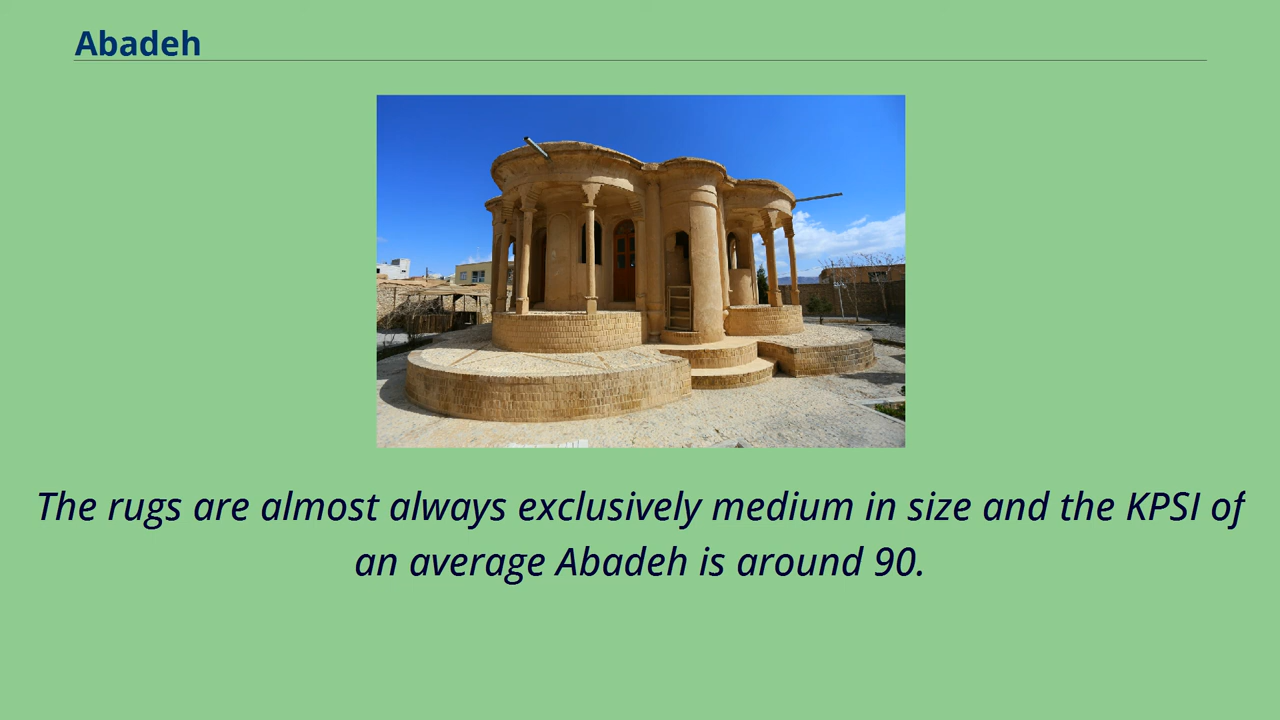 Abadeh
The rugs are almost always exclusively medium in size and the KPSI of
an average Abadeh is around 90.